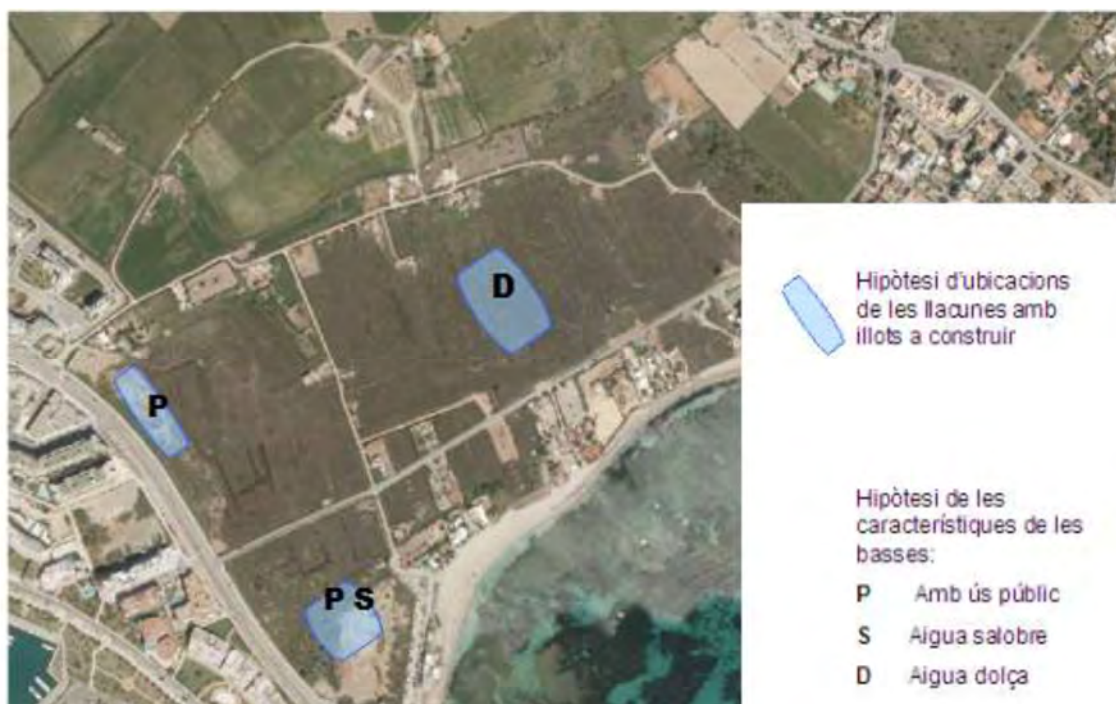 D
P
P S
Hipòtesi d'ubicacions
de les llacunes amb
illots a construir
Hipòtesi de les
característiques de les
basses:
P Amb ús públic
S Aigua salobre
D Aigua dolça